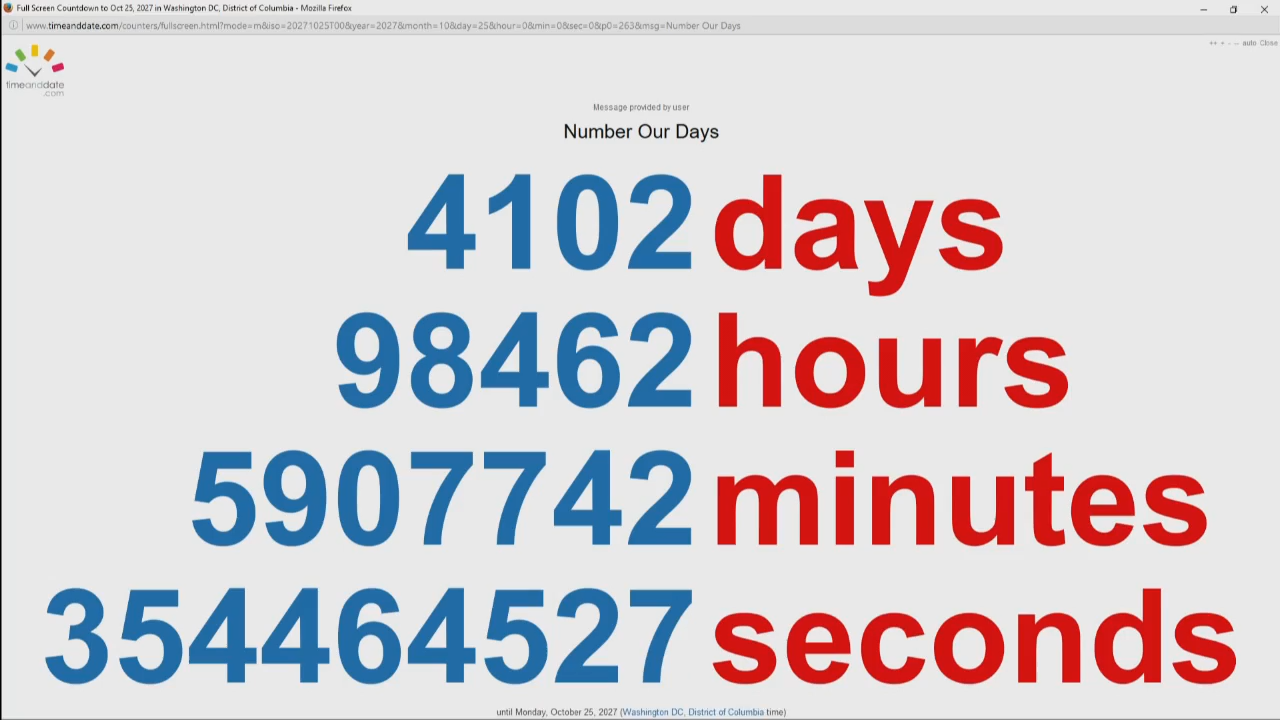 Full Screen Countdown to Oct 25, 2027 in Washington DC, District of Columbia - Mozilla Firefox
www.timeanddate.com/counters/fullscreen.html?mode=m&iso=20271025T00&year=2027&month=10&day=25&hour=0&min=0&sec=0&p0=263&msg=Number Our Days
++ + - -- auto Close
timeanddate
.com
Message provided by user
Number Our Days
4102 days
98462 hours
5907742 minutes
354464527 seconds
until Monday, October 25, 2027 (Washington DC, District of Columbia time)